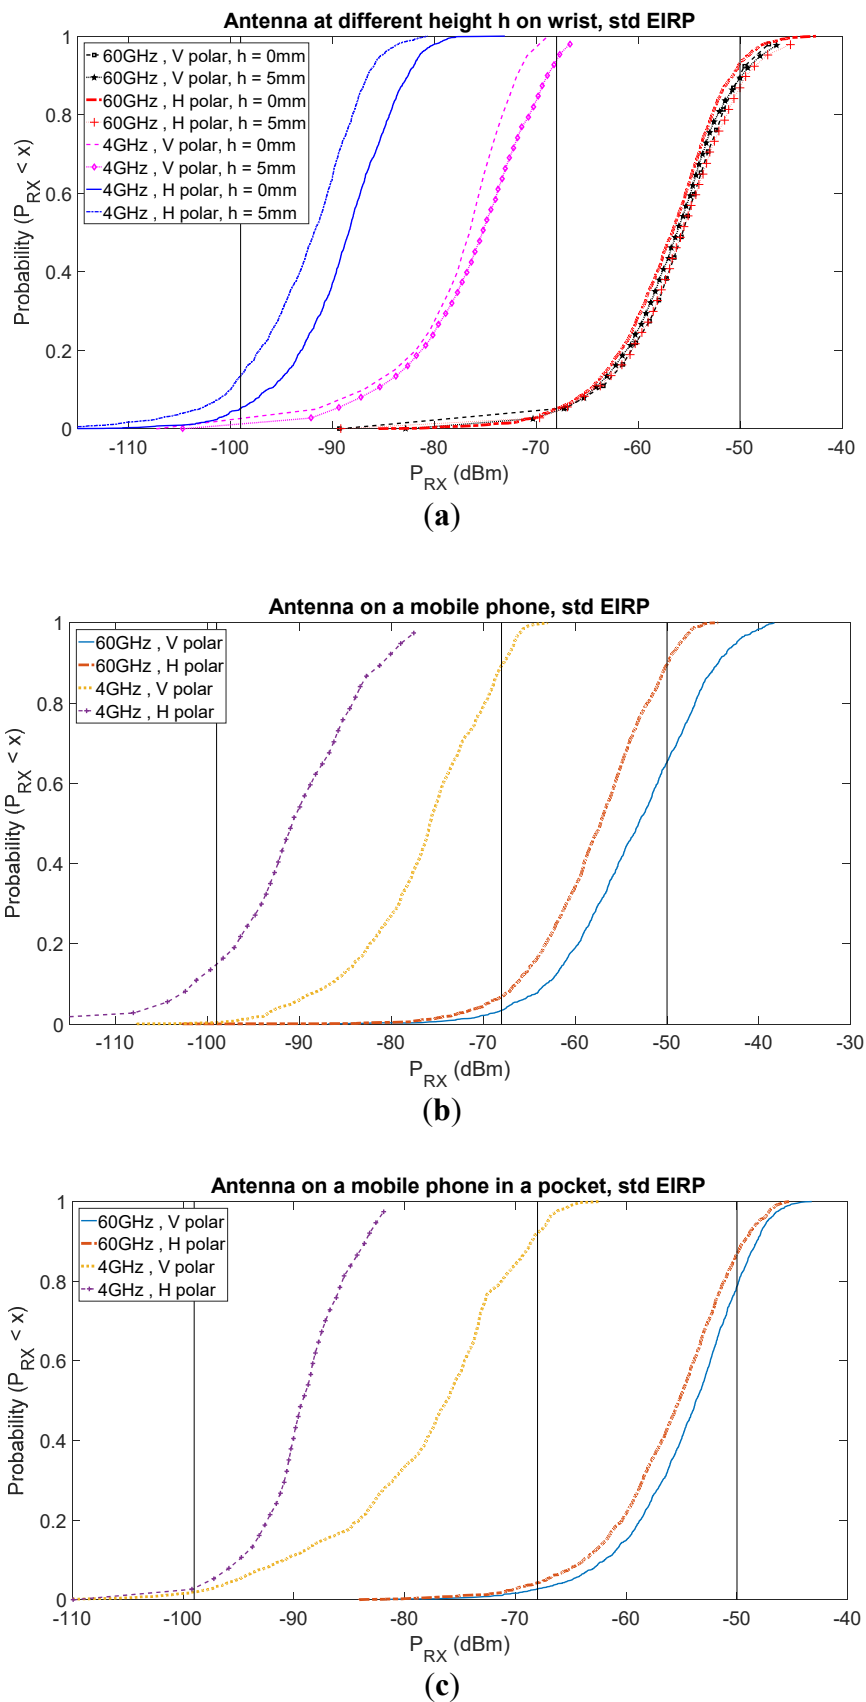 Antenna at different height h on wrist, std EIRP
60GHz , V polar, h = 0mm
60GHz , V polar, h = 5mm
60GHz , H polar, h = 0mm
60GHz , H polar, h = 5mm
4GHz , V polar, h = 0mm
4GHz , V polar, h = 5mm
4GHz , H polar, h = 0mm
4GHz , H polar, h = 5mm
Probability (PRX < x)
1
0.8
0.6
0.4
0.2
0
-110 -100 -90 -80 -70 -60 -50 -40
PRX (dBm)
(a)
Antenna on a mobile phone, std EIRP
60GHz , V polar
60GHz , H polar
4GHz , V polar
4GHz , H polar
Probability (PRX < x)
1
0.8
0.6
0.4
0.2
0
-110 -100 -90 -80 -70 -60 -50 -40 -30
PRX (dBm)
(b)
Antenna on a mobile phone in a pocket, std EIRP
60GHz , V polar
60GHz , H polar
4GHz , V polar
4GHz , H polar
Probability (PRX < x)
1
0.8
0.6
0.4
0.2
0
-110 -100 -90 -80 -70 -60 -50 -40
PRX (dBm)
(c)